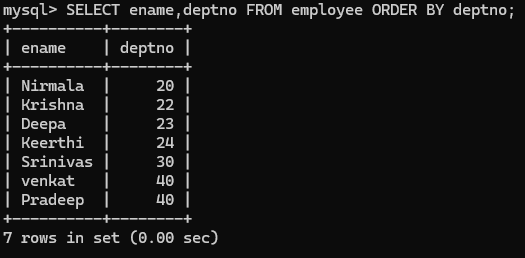 mysql> SELECT ename,deptno FROM employee ORDER BY deptno;
+-----------+--------+
| ename     | deptno |
+-----------+--------+
| Nirmala   |     20 |
| Krishna   |     22 |
| Deepa     |     23 |
| Keerthi   |     24 |
| Srinivas  |     30 |
| venkat    |     40 |
| Pradeep   |     40 |
+-----------+--------+
7 rows in set (0.00 sec)